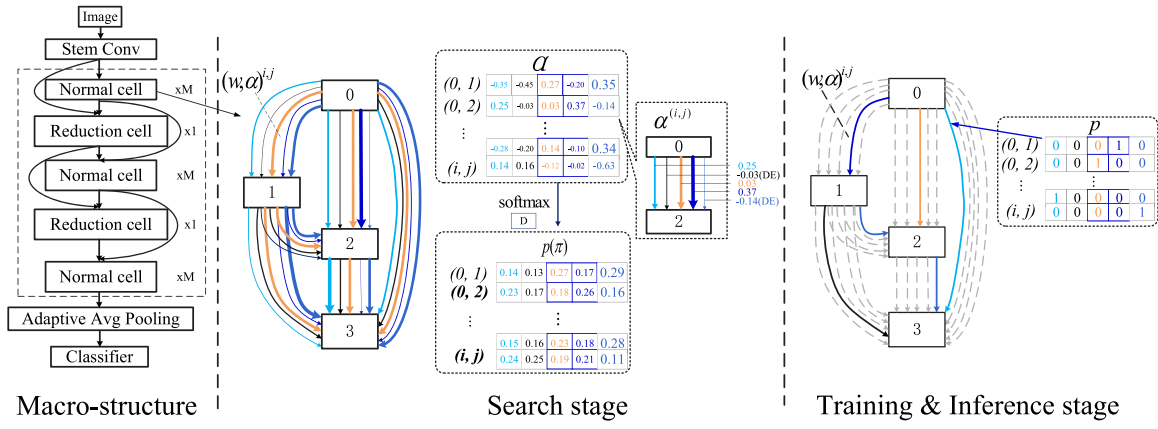 Image
Stem Conv
Normal cell
xM
Reduction cell
x1
Normal cell
xM
Reduction cell
x1
Normal cell
xM
Adaptive Avg Pooling
Classifier
Macro-structure
(w,α)^{i,j}
0
1
2
3
α
(0, 1) -0.35 -0.45 0.27 -0.20 0.35
(0, 2) 0.25 -0.03 0.03 0.37 -0.14
⋮ ⋮
-0.28 -0.20 0.14 -0.10 0.34
(i, j) 0.14 0.16 -0.12 -0.02 -0.63
softmax
D
p(π)
(0, 1) 0.14 0.13 0.27 0.17 0.29
(0, 2) 0.23 0.17 0.18 0.26 0.16
⋮ ⋮
0.15 0.16 0.23 0.18 0.28
(i, j) 0.24 0.25 0.19 0.21 0.11
α^{(i,j)}
0
0.25
-0.03(DE)
0.03
0.37
-0.14(DE)
2
Search stage
(w,α)^{i,j}
0
1
2
3
p
(0, 1) 0 0 0 1 0
(0, 2) 0 0 1 0 0
⋮ ⋮
1 0 0 0 0
(i, j) 0 0 0 0 1
Training & Inference stage